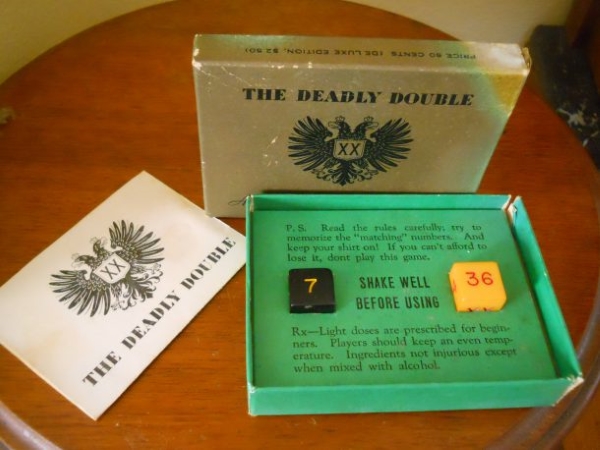 PRICE 50 CENTS (DE LUXE EDITION, $2.50)
THE DEADLY DOUBLE
XX
XX
THE DEADLY DOUBLE
P. S. Read the rules carefully; try to
memorize the "matching" numbers. And
keep your shirt on! If you can't afford to
lose it, dont play this game.
7
SHAKE WELL
BEFORE USING
36
Rx—Light doses are prescribed for begin-
ners. Players should keep an even temp-
erature. Ingredients not injurious except
when mixed with alcohol.